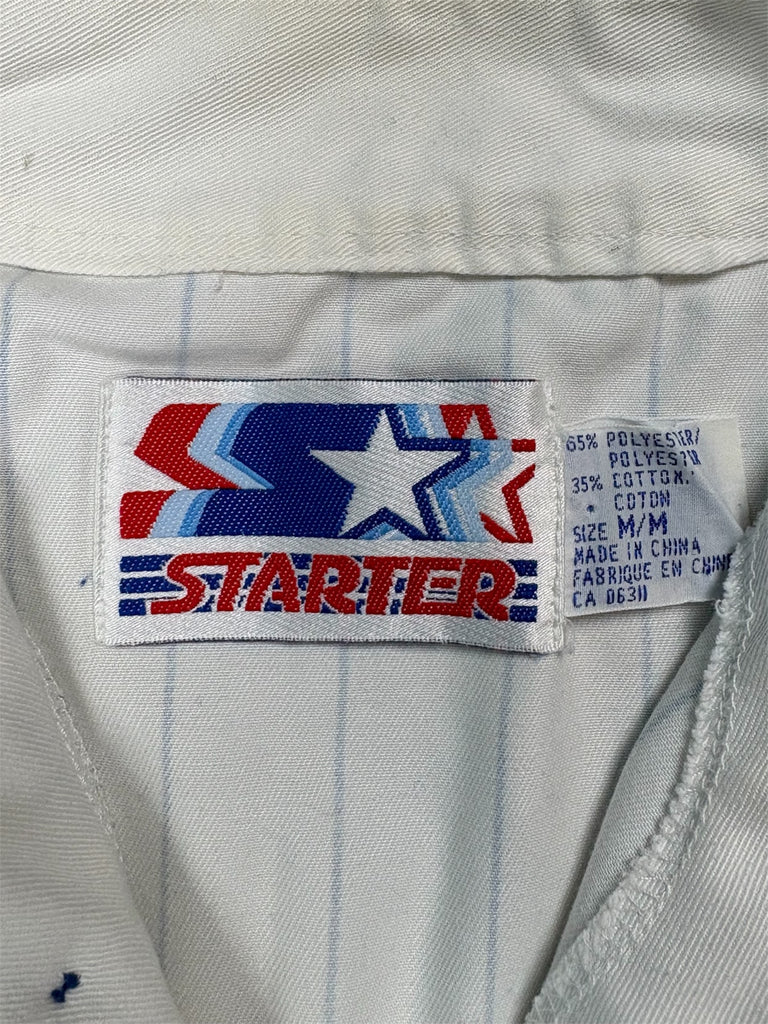 STARTER
65% POLYESTER/
POLYESTER
35% COTTON.
COTON
SIZE M/M
MADE IN CHINA
FABRIQUE EN CHINE
CA 06311